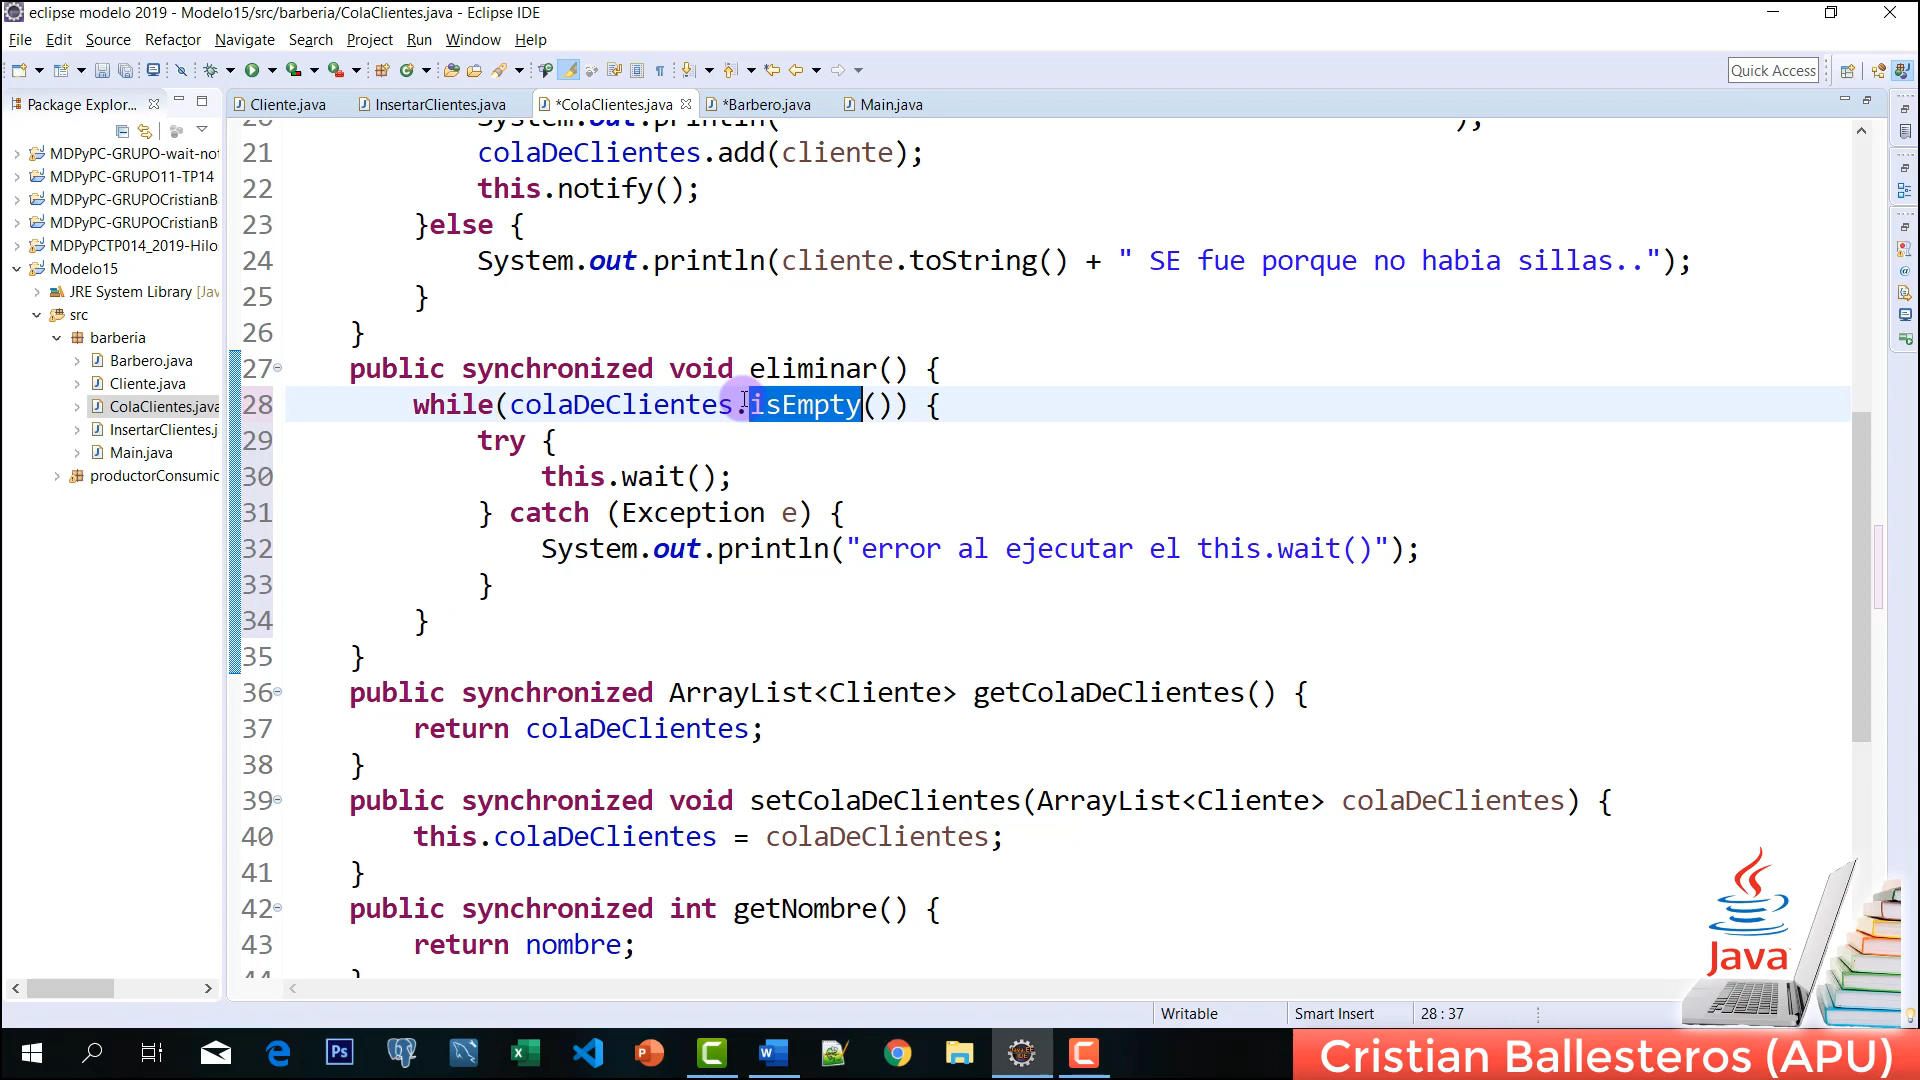 eclipse modelo 2019 - Modelo15/src/barberia/ColaClientes.java - Eclipse IDE
File Edit Source Refactor Navigate Search Project Run Window Help
Quick Access
Package Explor...
Cliente.java InsertarClientes.java *ColaClientes.java *Barbero.java Main.java
MDPyPC-GRUPO-wait-not
MDPyPC-GRUPO11-TP14
MDPyPC-GRUPOCristianB
MDPyPC-GRUPOCristianB
MDPyPCTP014_2019-Hilo
Modelo15
JRE System Library [Jav
src
barberia
Barbero.java
Cliente.java
ColaClientes.java
InsertarClientes.j
Main.java
productorConsumic
20 System.out.println( );
21 colaDeClientes.add(cliente);
22 this.notify();
23 }else {
24 System.out.println(cliente.toString() + " SE fue porque no habia sillas..");
25 }
26 }
27 public synchronized void eliminar() {
28 while(colaDeClientes.isEmpty()) {
29 try {
30 this.wait();
31 } catch (Exception e) {
32 System.out.println("error al ejecutar el this.wait()");
33 }
34 }
35 }
36 public synchronized ArrayList<Cliente> getColaDeClientes() {
37 return colaDeClientes;
38 }
39 public synchronized void setColaDeClientes(ArrayList<Cliente> colaDeClientes) {
40 this.colaDeClientes = colaDeClientes;
41 }
42 public synchronized int getNombre() {
43 return nombre;
44 }
Writable Smart Insert 28 : 37
Java
Cristian Ballesteros (APU)